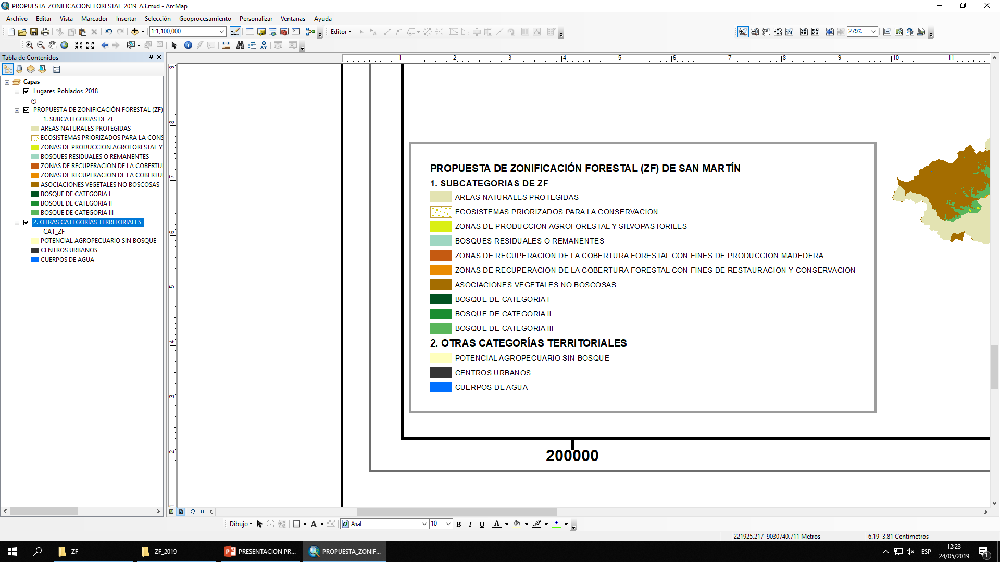 PROPUESTA_ZONIFICACION_FORESTAL_2019_A3.mxd - ArcMap
Archivo Editar Vista Marcador Insertar Selección Geoprocesamiento Personalizar Ventanas Ayuda
1:1,100,000
Editor
279%
Tabla de Contenidos
Capas
Lugares_Poblados_2018
PROPUESTA DE ZONIFICACIÓN FORESTAL (ZF)
1. SUBCATEGORIAS DE ZF
AREAS NATURALES PROTEGIDAS
ECOSISTEMAS PRIORIZADOS PARA LA CONS
ZONAS DE PRODUCCION AGROFORESTAL Y
BOSQUES RESIDUALES O REMANENTES
ZONAS DE RECUPERACION DE LA COBERTU
ZONAS DE RECUPERACION DE LA COBERTU
ASOCIACIONES VEGETALES NO BOSCOSAS
BOSQUE DE CATEGORIA I
BOSQUE DE CATEGORIA II
BOSQUE DE CATEGORIA III
2. OTRAS CATEGORÍAS TERRITORIALES
CAT_ZF
POTENCIAL AGROPECUARIO SIN BOSQUE
CENTROS URBANOS
CUERPOS DE AGUA
1 2 3 4 5 6 7 8 9 10 11
9
8
7
6
5
4
3
2
1
PROPUESTA DE ZONIFICACIÓN FORESTAL (ZF) DE SAN MARTÍN
1. SUBCATEGORIAS DE ZF
AREAS NATURALES PROTEGIDAS
ECOSISTEMAS PRIORIZADOS PARA LA CONSERVACION
ZONAS DE PRODUCCION AGROFORESTAL Y SILVOPASTORILES
BOSQUES RESIDUALES O REMANENTES
ZONAS DE RECUPERACION DE LA COBERTURA FORESTAL CON FINES DE PRODUCCION MADEDERA
ZONAS DE RECUPERACION DE LA COBERTURA FORESTAL CON FINES DE RESTAURACION Y CONSERVACION
ASOCIACIONES VEGETALES NO BOSCOSAS
BOSQUE DE CATEGORIA I
BOSQUE DE CATEGORIA II
BOSQUE DE CATEGORIA III
2. OTRAS CATEGORÍAS TERRITORIALES
POTENCIAL AGROPECUARIO SIN BOSQUE
CENTROS URBANOS
CUERPOS DE AGUA
200000
Dibujo A Arial 10 B I U A
221925.217 9030740.711 Metros 6.19 3.81 Centímetros
ZF ZF_2019 PRESENTACION PR... PROPUESTA_ZONIF... ESP
12:23
24/05/2019
1